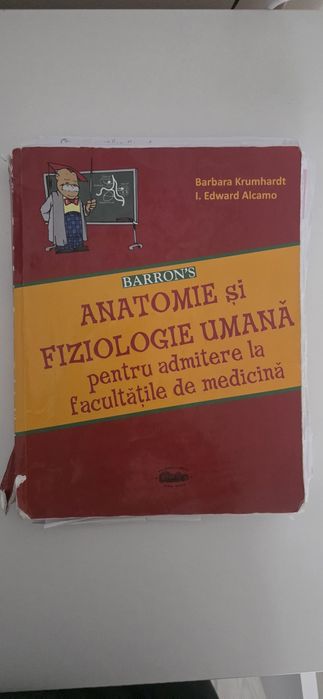 Barbara Krumhardt
I. Edward Alcamo
BARRON'S
ANATOMIE și
FIZIOLOGIE UMANĂ
pentru admitere la
facultățile de medicină